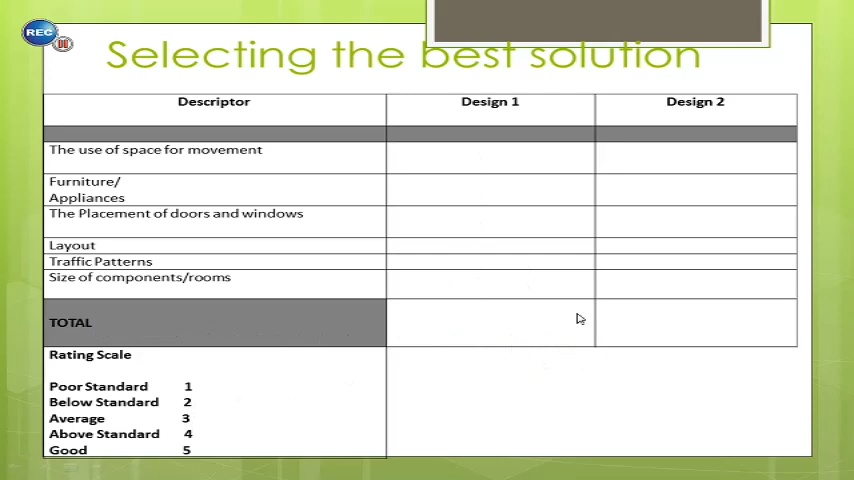 REC
Selecting the best solution
Descriptor Design 1 Design 2
The use of space for movement
Furniture/
Appliances
The Placement of doors and windows
Layout
Traffic Patterns
Size of components/rooms
TOTAL
Rating Scale
Poor Standard 1
Below Standard 2
Average 3
Above Standard 4
Good 5